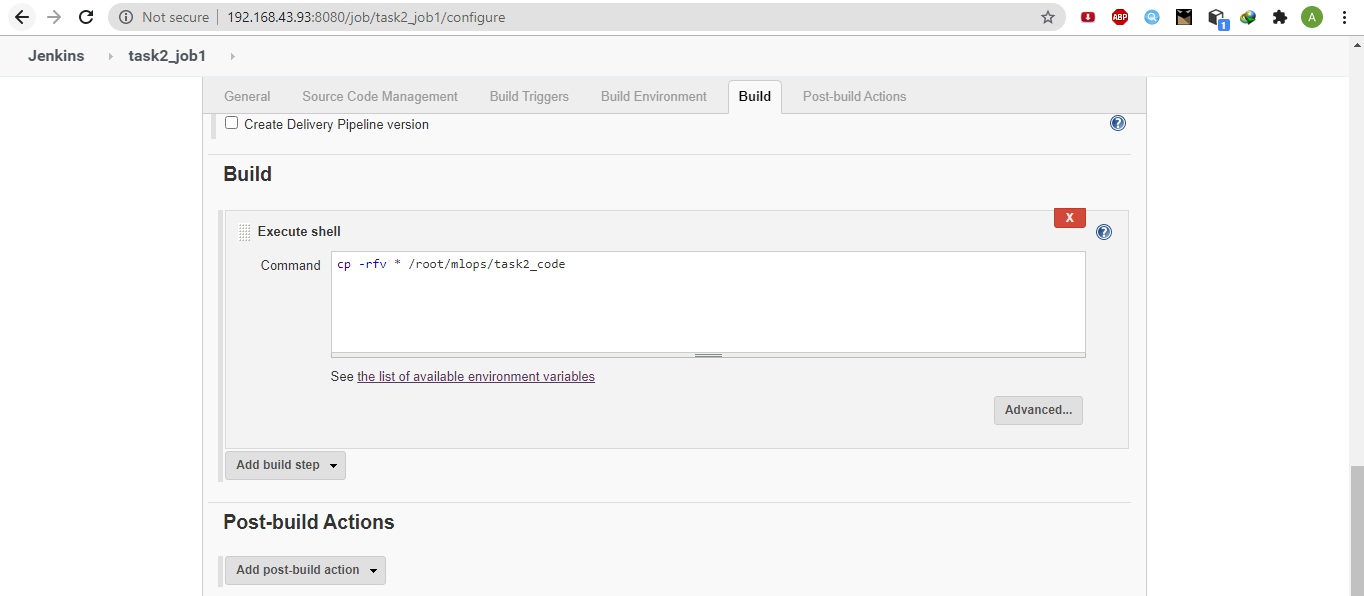 Not secure 192.168.43.93:8080/job/task2_job1/configure
ABP
1
A
Jenkins task2_job1
General Source Code Management Build Triggers Build Environment Build Post-build Actions
Create Delivery Pipeline version
?
Build
X
Execute shell
?
Command cp -rfv * /root/mlops/task2_code
See the list of available environment variables
Advanced...
Add build step
Post-build Actions
Add post-build action